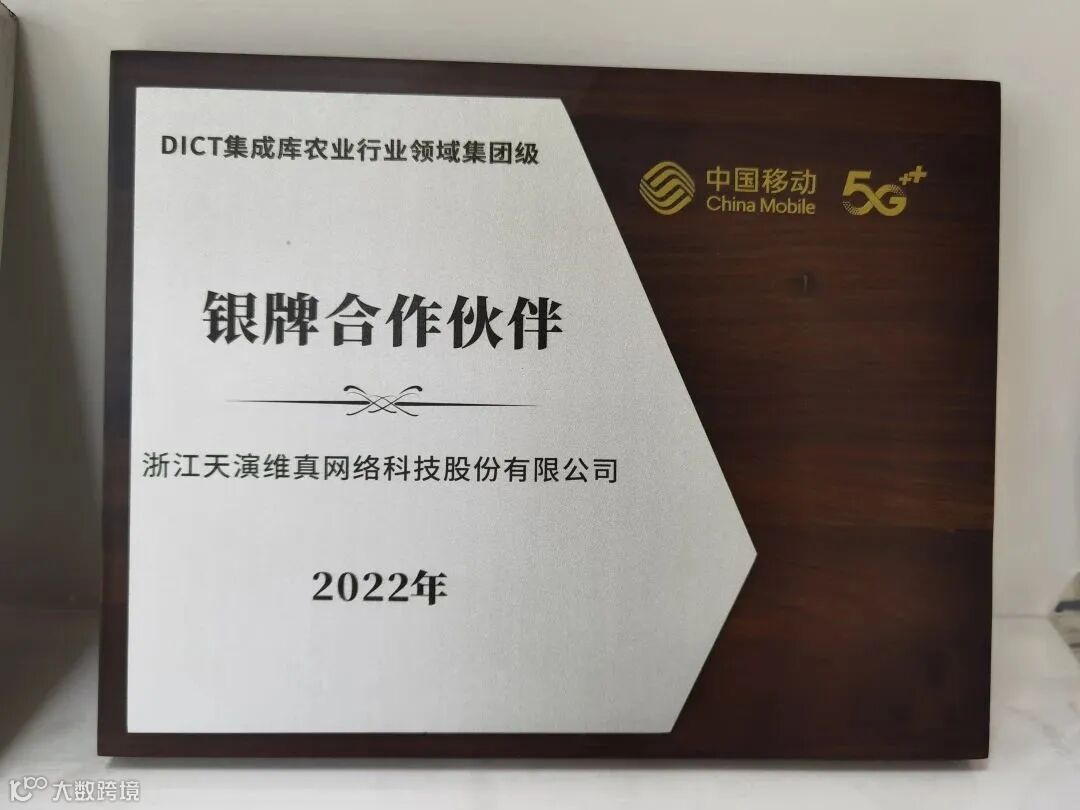 DICT集成库农业行业领域集团级
中国移动
China Mobile
5G++
银牌合作伙伴
浙江天演维真网络科技股份有限公司
2022年
大数跨境